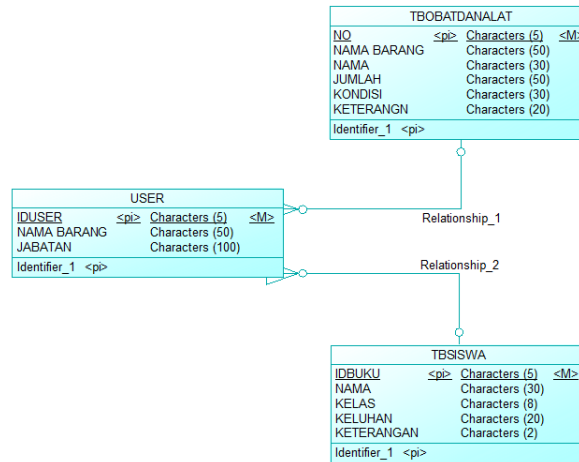 TBOBATDANALAT
NO <pi> Characters (5) <M>
NAMA BARANG Characters (50)
NAMA Characters (30)
JUMLAH Characters (50)
KONDISI Characters (30)
KETERANGN Characters (20)
Identifier_1 <pi>
USER
IDUSER <pi> Characters (5) <M>
NAMA BARANG Characters (50)
JABATAN Characters (100)
Identifier_1 <pi>
Relationship_1
Relationship_2
TBSISWA
IDBUKU <pi> Characters (5) <M>
NAMA Characters (30)
KELAS Characters (8)
KELUHAN Characters (20)
KETERANGAN Characters (2)
Identifier_1 <pi>